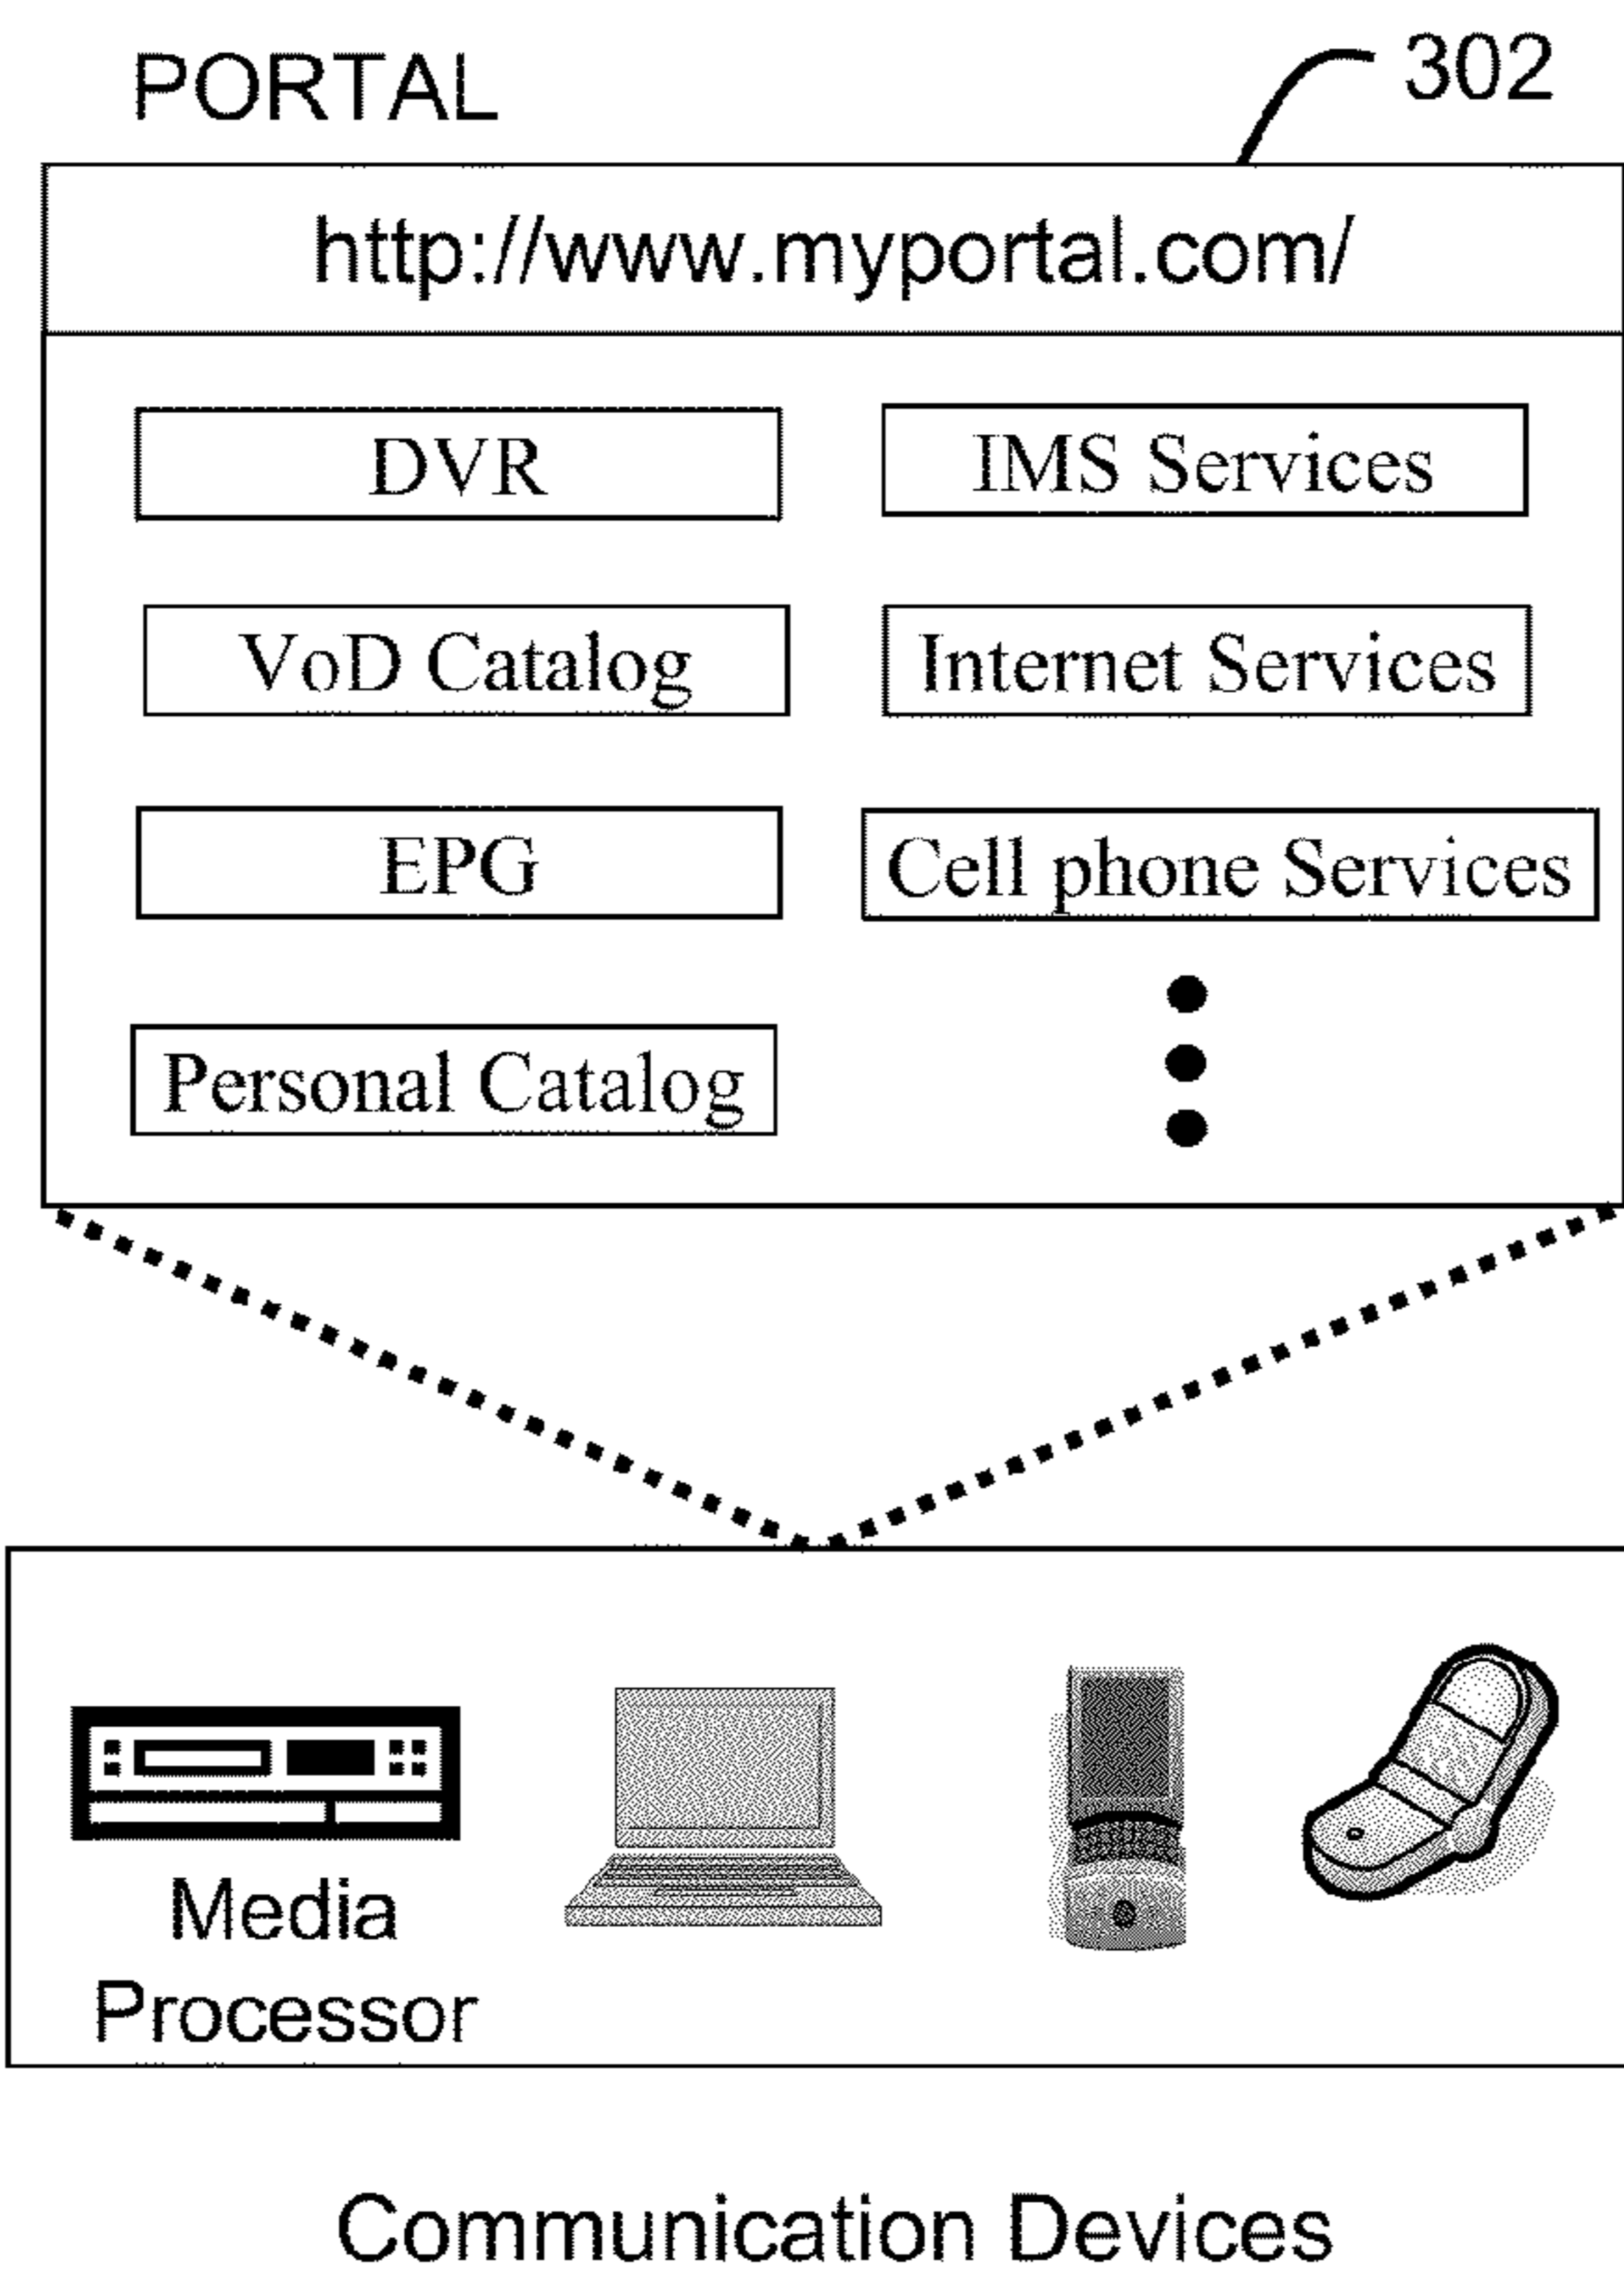 PORTAL
302
http://www.myportal.com/
DVR
IMS Services
VoD Catalog
Internet Services
EPG
Cell phone Services
Personal Catalog
Media
Processor
Communication Devices